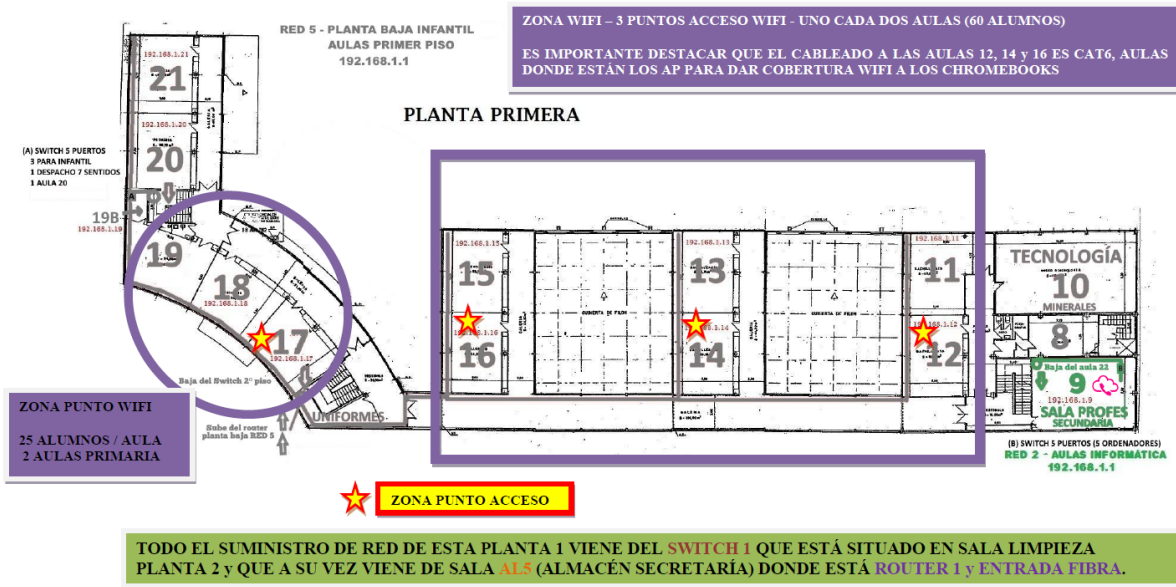 RED 5 - PLANTA BAJA INFANTIL
AULAS PRIMER PISO
192.168.1.1
ZONA WIFI – 3 PUNTOS ACCESO WIFI - UNO CADA DOS AULAS (60 ALUMNOS)
ES IMPORTANTE DESTACAR QUE EL CABLEADO A LAS AULAS 12, 14 y 16 ES CAT6, AULAS
DONDE ESTÁN LOS AP PARA DAR COBERTURA WIFI A LOS CHROMEBOOKS
PLANTA PRIMERA
192.168.1.21
21
192.168.1.20
20
(A) SWITCH 5 PUERTOS
3 PARA INFANTIL
1 DESPACHO 7 SENTIDOS
1 AULA 20
A
19B
192.168.1.19
19
18
192.168.1.18
17
192.168.1.17
Baja del Switch 2º piso
UNIFORMES
Sube del router
planta baja RED 5
192.168.1.15
15
192.168.1.16
16
CUBIERTA DE FILON
192.168.1.13
13
192.168.1.14
14
CUBIERTA DE FILON
192.168.1.11
11
192.168.1.12
12
TECNOLOGÍA
10
MINERALES
8
Baja del aula 22
9
192.168.1.9
SALA PROFES
SECUNDARIA
(B) SWITCH 5 PUERTOS (5 ORDENADORES)
RED 2 - AULAS INFORMÁTICA
192.168.1.1
ZONA PUNTO WIFI
25 ALUMNOS / AULA
2 AULAS PRIMARIA
ZONA PUNTO ACCESO
TODO EL SUMINISTRO DE RED DE ESTA PLANTA 1 VIENE DEL SWITCH 1 QUE ESTÁ SITUADO EN SALA LIMPIEZA
PLANTA 2 y QUE A SU VEZ VIENE DE SALA AL5 (ALMACÉN SECRETARÍA) DONDE ESTÁ ROUTER 1 y ENTRADA FIBRA.